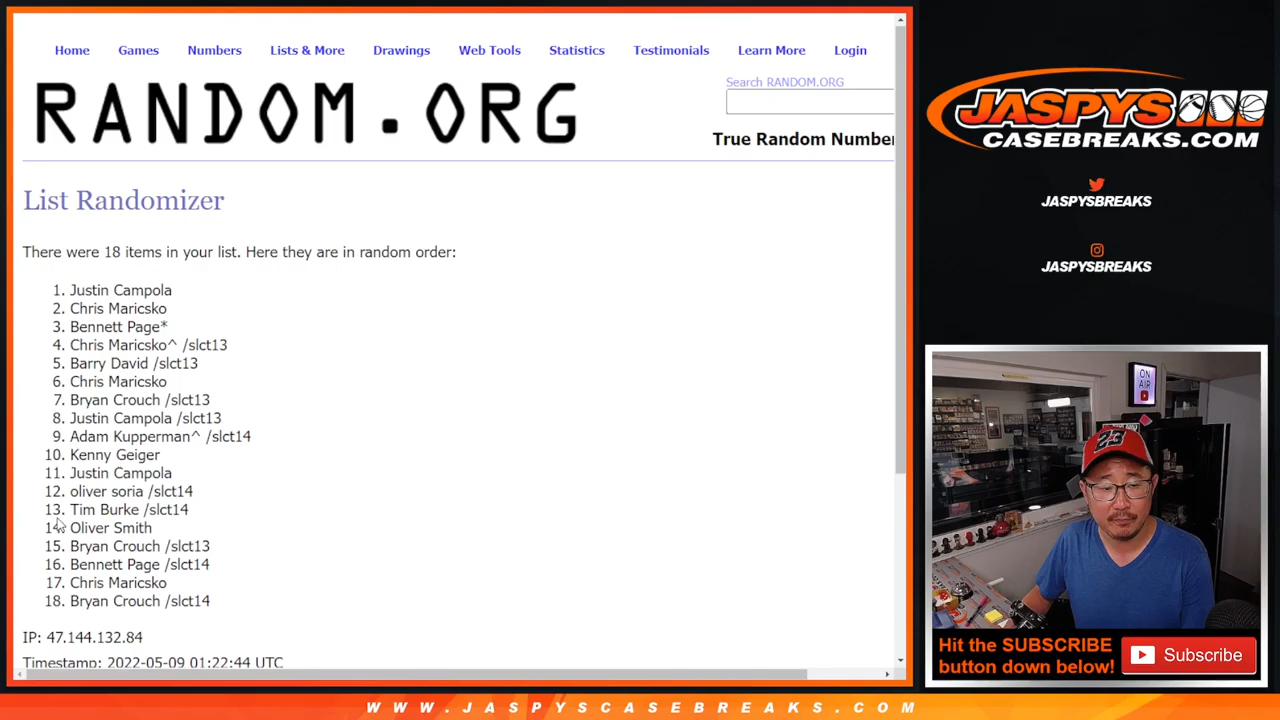 Home Games Numbers Lists & More Drawings Web Tools Statistics Testimonials Learn More Login
RANDOM.ORG
Search RANDOM.ORG
True Random Number
List Randomizer
There were 18 items in your list. Here they are in random order:
1. Justin Campola
2. Chris Maricsko
3. Bennett Page*
4. Chris Maricsko^ /slct13
5. Barry David /slct13
6. Chris Maricsko
7. Bryan Crouch /slct13
8. Justin Campola /slct13
9. Adam Kupperman^ /slct14
10. Kenny Geiger
11. Justin Campola
12. oliver soria /slct14
13. Tim Burke /slct14
14. Oliver Smith
15. Bryan Crouch /slct13
16. Bennett Page /slct14
17. Chris Maricsko
18. Bryan Crouch /slct14
IP: 47.144.132.84
Timestamp: 2022-05-09 01:22:44 UTC
JASPYS
CASEBREAKS.COM
JASPYSBREAKS
JASPYSBREAKS
ON
AIR
23
Hit the SUBSCRIBE
button down below!
Subscribe
WWW.JASPYSCASEBREAKS.COM